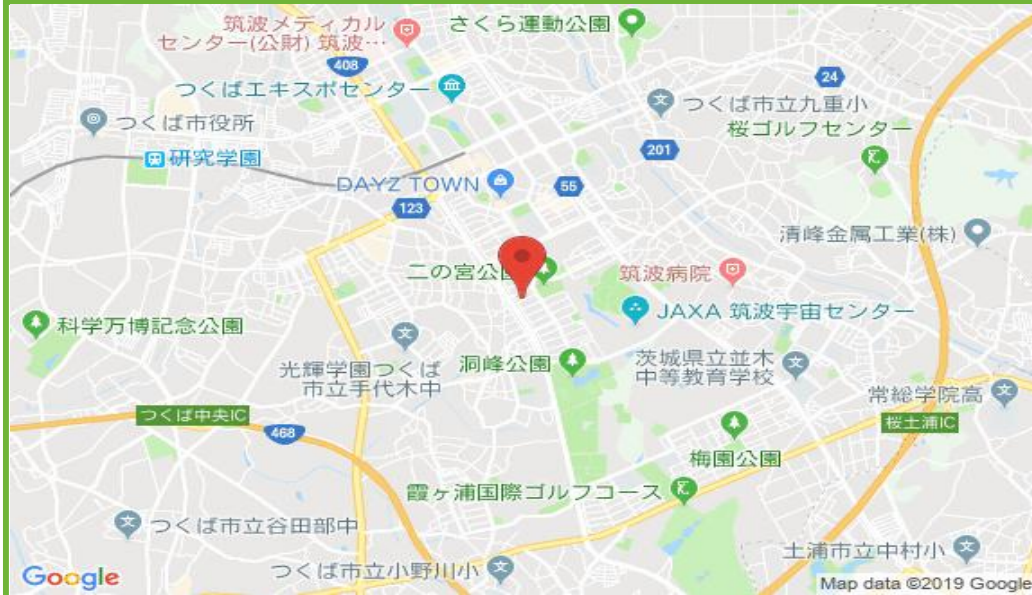 筑波メディカル
センター(公財) 筑波…
さくら運動公園
408
24
つくばエキスポセンター
つくば市立九重小
つくば市役所
桜ゴルフセンター
201
研究学園
DAYZ TOWN
55
123
清峰金属工業(株)
二の宮公園
筑波病院
JAXA 筑波宇宙センター
科学万博記念公園
光輝学園つくば
市立手代木中
洞峰公園
茨城県立並木
中等教育学校
常総学院高
つくば中央IC
468
桜土浦IC
梅園公園
霞ヶ浦国際ゴルフコース
つくば市立谷田部中
土浦市立中村小
つくば市立小野川小
Google
Map data ©2019 Google